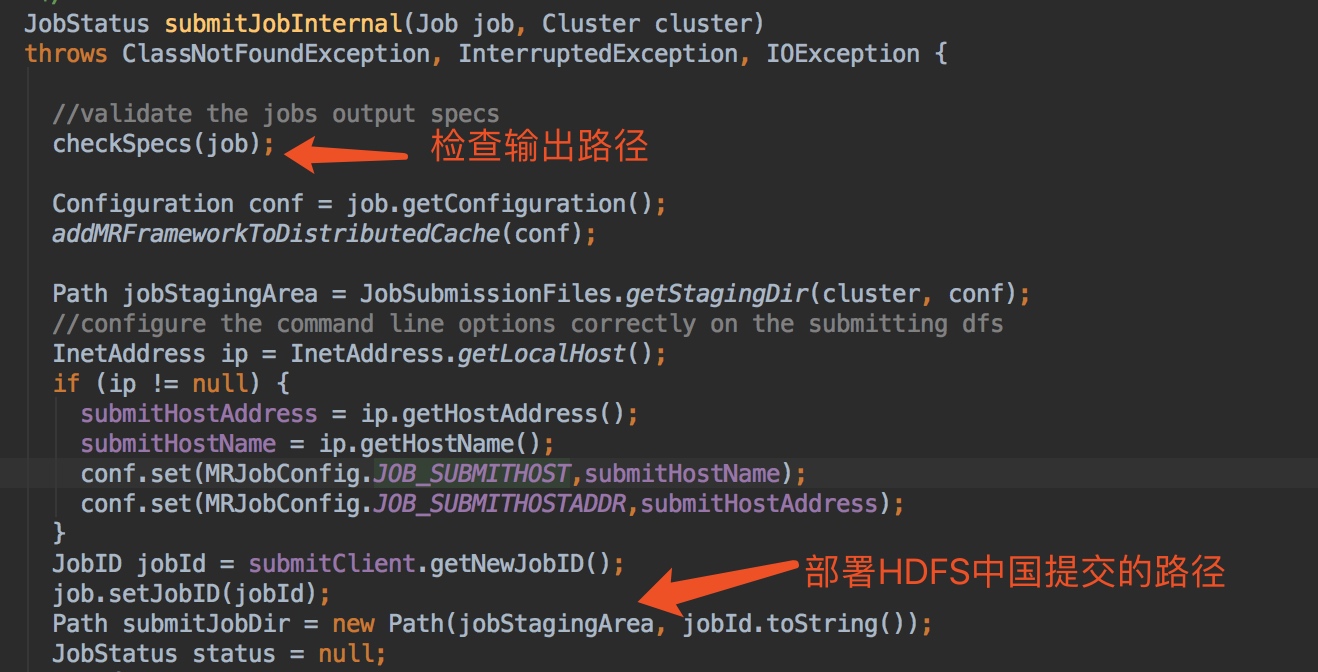 JobStatus submitJobInternal(Job job, Cluster cluster)
throws ClassNotFoundException, InterruptedException, IOException {
//validate the jobs output specs
checkSpecs(job);
检查输出路径
Configuration conf = job.getConfiguration();
addMRFrameworkToDistributedCache(conf);
Path jobStagingArea = JobSubmissionFiles.getStagingDir(cluster, conf);
//configure the command line options correctly on the submitting dfs
InetAddress ip = InetAddress.getLocalHost();
if (ip != null) {
submitHostAddress = ip.getHostAddress();
submitHostName = ip.getHostName();
conf.set(MRJobConfig.JOB_SUBMITHOST,submitHostName);
conf.set(MRJobConfig.JOB_SUBMITHOSTADDR,submitHostAddress);
}
JobID jobId = submitClient.getNewJobID();
部署HDFS中国提交的路径
job.setJobID(jobId);
Path submitJobDir = new Path(jobStagingArea, jobId.toString());
JobStatus status = null;